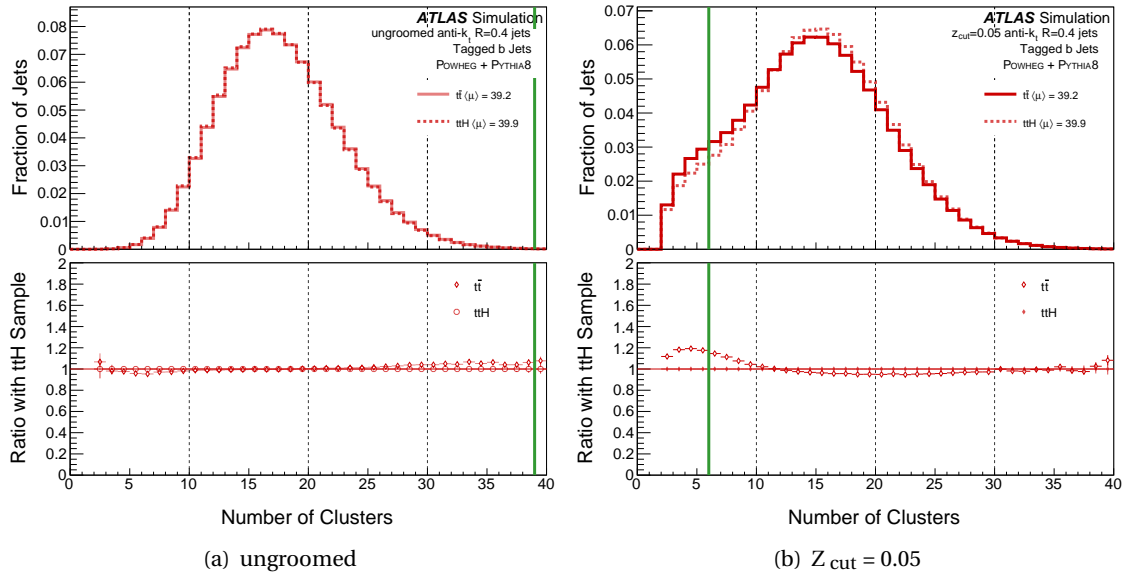 ATLAS Simulation
ungroomed anti-kt R=0.4 jets
Tagged b Jets
POWHEG + PYTHIA8
tt̄ ⟨μ⟩ = 39.2
ttH ⟨μ⟩ = 39.9
Fraction of Jets
0.08
0.07
0.06
0.05
0.04
0.03
0.02
0.01
0
tt̄
ttH
Ratio with ttH Sample
2
1.8
1.6
1.4
1.2
1
0.8
0.6
0.4
0.2
0
0 5 10 15 20 25 30 35 40
Number of Clusters
(a) ungroomed
ATLAS Simulation
zcut=0.05 anti-kt R=0.4 jets
Tagged b Jets
POWHEG + PYTHIA8
tt̄ ⟨μ⟩ = 39.2
ttH ⟨μ⟩ = 39.9
Fraction of Jets
0.07
0.06
0.05
0.04
0.03
0.02
0.01
0
tt̄
ttH
Ratio with ttH Sample
2
1.8
1.6
1.4
1.2
1
0.8
0.6
0.4
0.2
0
0 5 10 15 20 25 30 35 40
Number of Clusters
(b) Z cut = 0.05